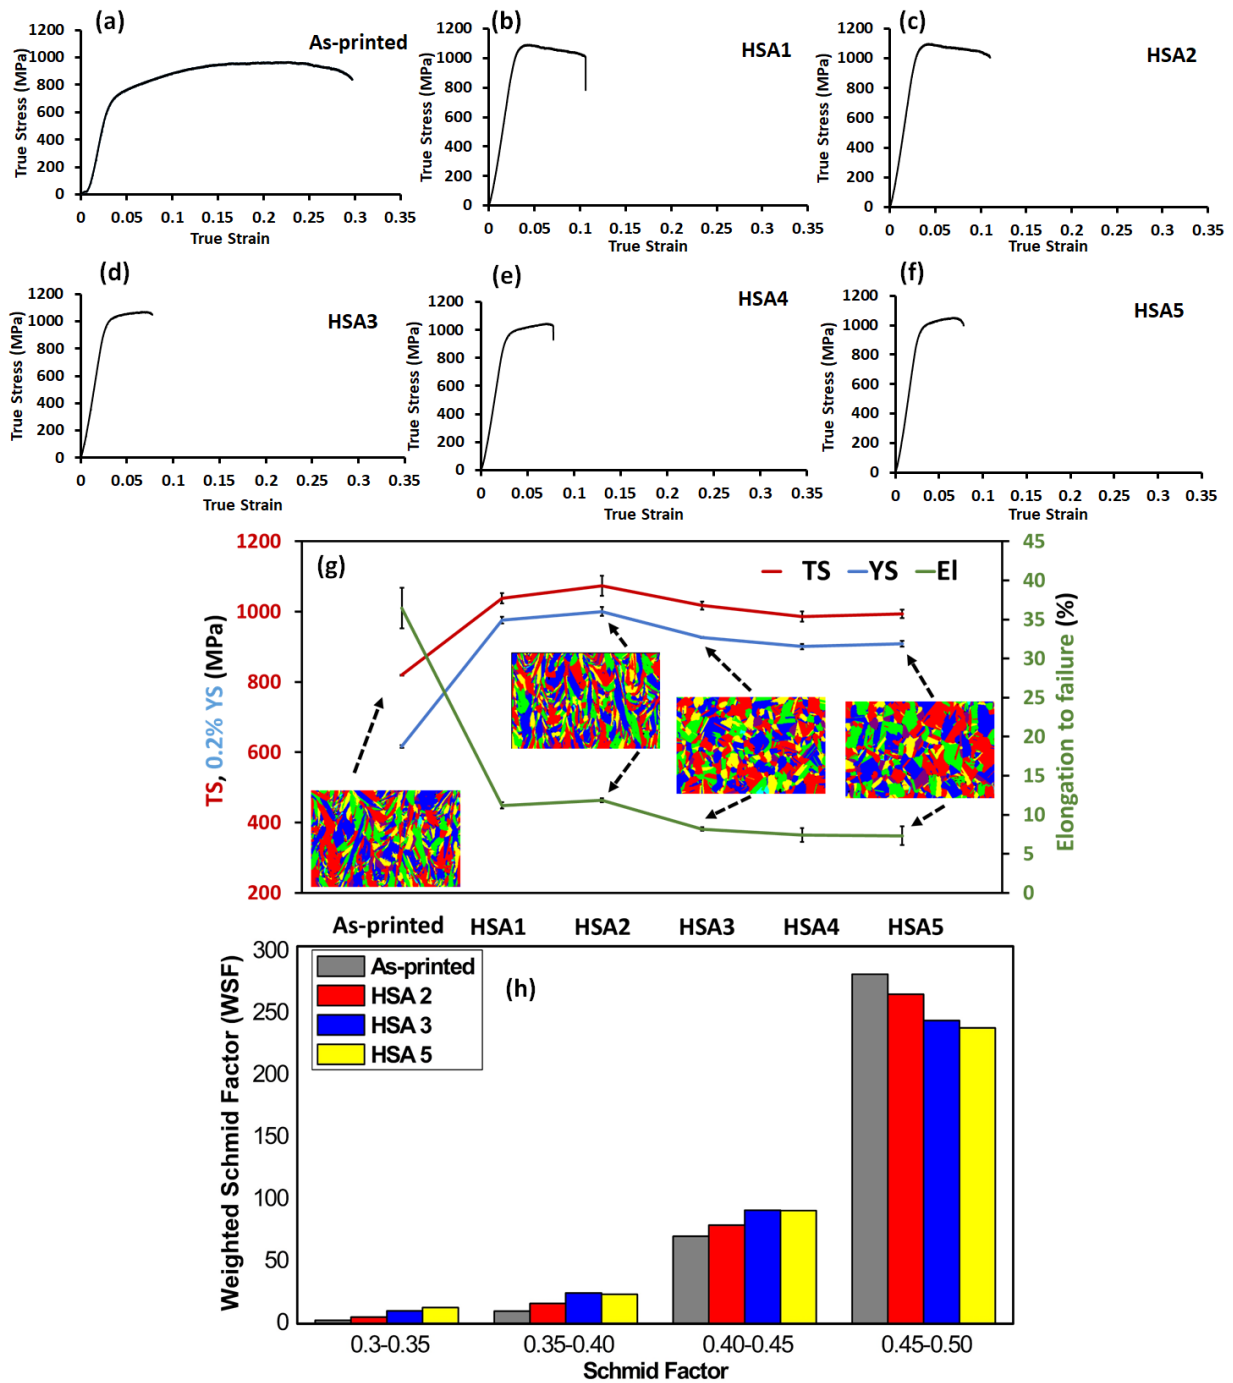 (a)
As-printed
True Stress (MPa)
1200
1000
800
600
400
200
0
0 0.05 0.1 0.15 0.2 0.25 0.3 0.35
True Strain
(b)
HSA1
True Stress (MPa)
1200
1000
800
600
400
200
0
0 0.05 0.1 0.15 0.2 0.25 0.3 0.35
True Strain
(c)
HSA2
True Stress (MPa)
1200
1000
800
600
400
200
0
0 0.05 0.1 0.15 0.2 0.25 0.3 0.35
True Strain
(d)
HSA3
True Stress (MPa)
1200
1000
800
600
400
200
0
0 0.05 0.1 0.15 0.2 0.25 0.3 0.35
True Strain
(e)
HSA4
True Stress (MPa)
1200
1000
800
600
400
200
0
0 0.05 0.1 0.15 0.2 0.25 0.3 0.35
True Strain
(f)
HSA5
True Stress (MPa)
1200
1000
800
600
400
200
0
0 0.05 0.1 0.15 0.2 0.25 0.3 0.35
True Strain
(g)
TS YS El
TS, 0.2% YS (MPa)
1200
1000
800
600
400
200
Elongation to failure (%)
45
40
35
30
25
20
15
10
5
0
As-printed HSA1 HSA2 HSA3 HSA4 HSA5
(h)
As-printed
HSA 2
HSA 3
HSA 5
Weighted Schmid Factor (WSF)
300
250
200
150
100
50
0
0.3-0.35 0.35-0.40 0.40-0.45 0.45-0.50
Schmid Factor